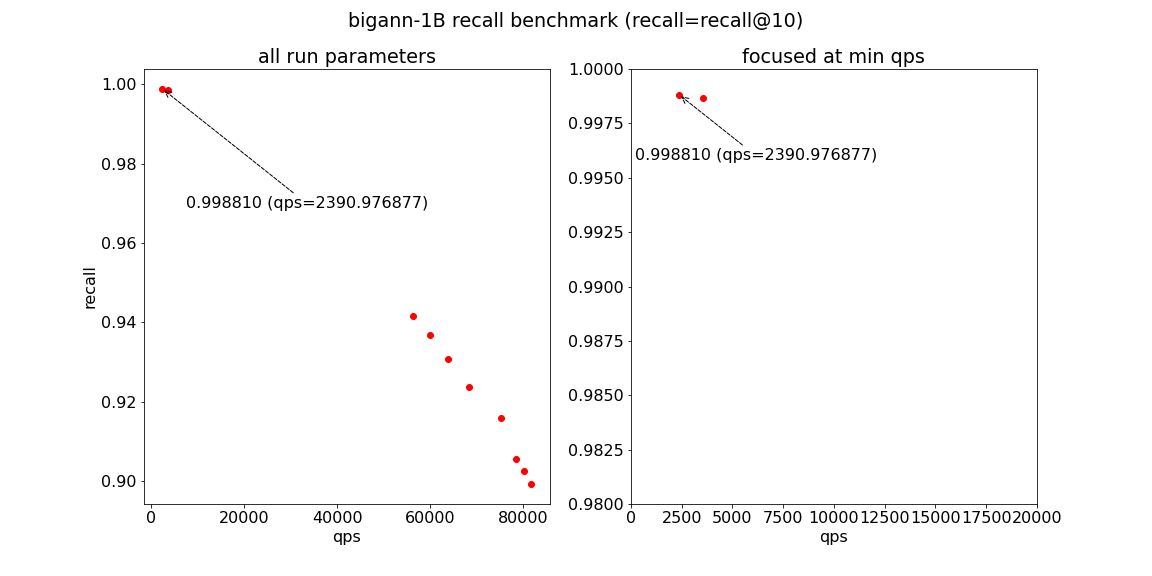 bigann-1B recall benchmark (recall=recall@10)
all run parameters
1.00
0.98
0.96
0.94
0.92
0.90
recall
0.998810 (qps=2390.976877)
0 20000 40000 60000 80000
qps
focused at min qps
1.0000
0.9975
0.9950
0.9925
0.9900
0.9875
0.9850
0.9825
0.9800
0.998810 (qps=2390.976877)
0 2500 5000 7500 10000 12500 15000 17500 20000
qps